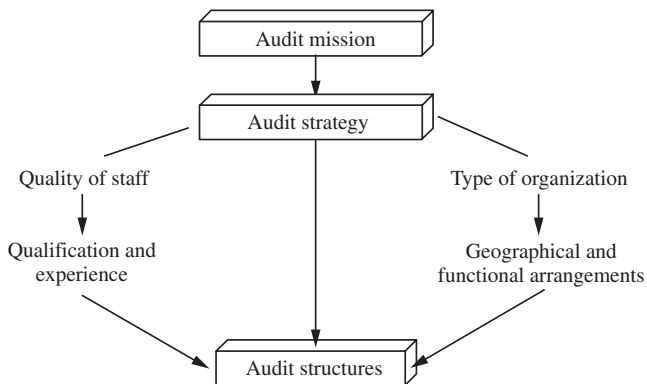 Audit mission
Audit strategy
Quality of staff
Type of organization
Qualification and
experience
Geographical and
functional arrangements
Audit structures